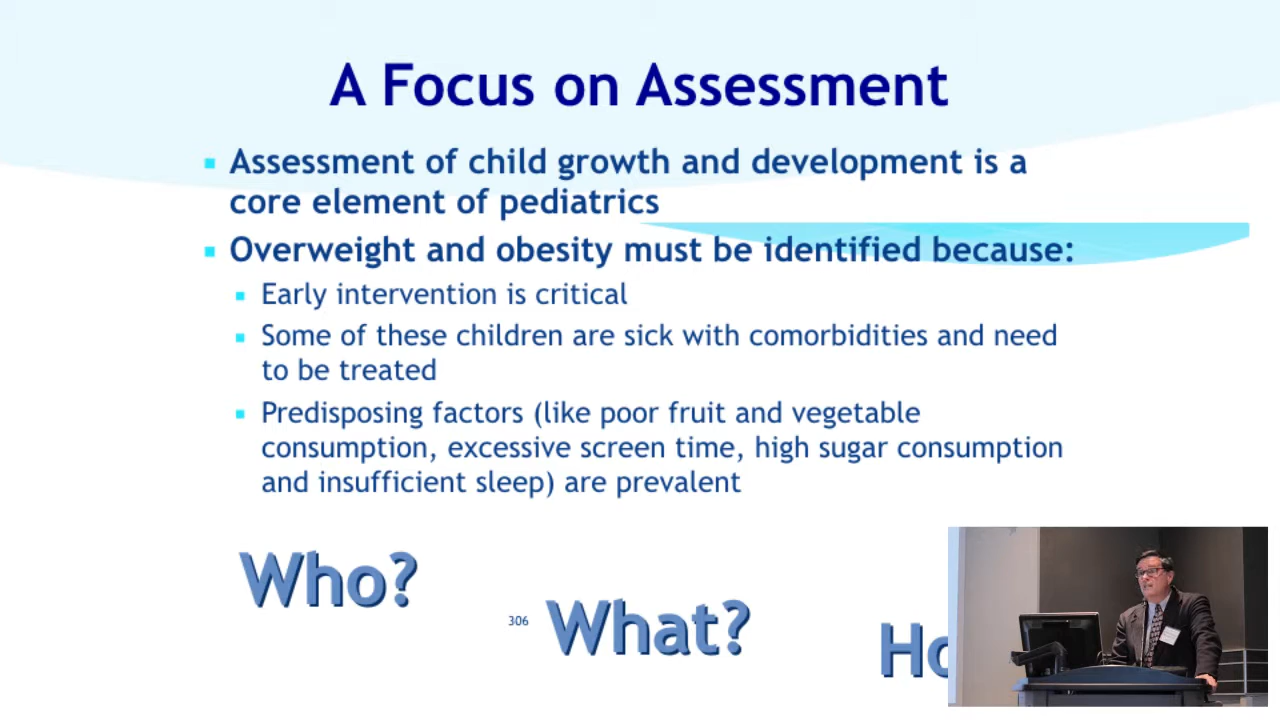 A Focus on Assessment
Assessment of child growth and development is a
core element of pediatrics
Overweight and obesity must be identified because:
Early intervention is critical
Some of these children are sick with comorbidities and need
to be treated
Predisposing factors (like poor fruit and vegetable
consumption, excessive screen time, high sugar consumption
and insufficient sleep) are prevalent
Who?
306
What?
Ho